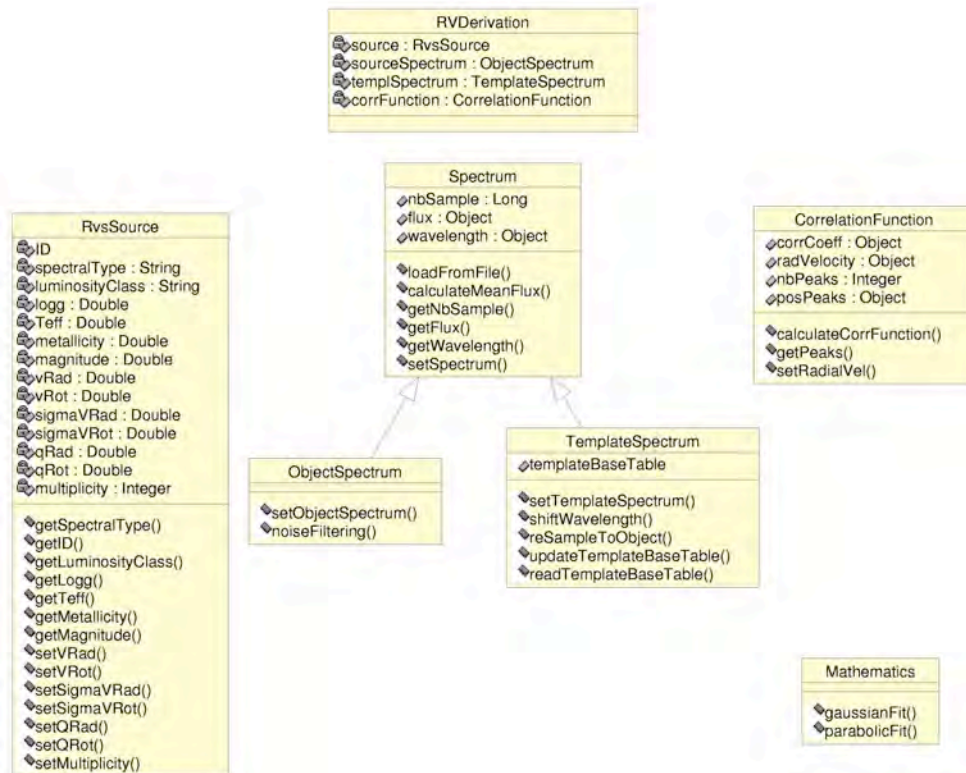 RVDerivation
source : RvsSource
sourceSpectrum : ObjectSpectrum
templSpectrum : TemplateSpectrum
corrFunction : CorrelationFunction
Spectrum
nbSample : Long
flux : Object
wavelength : Object
loadFromFile()
calculateMeanFlux()
getNbSample()
getFlux()
getWavelength()
setSpectrum()
RvsSource
ID
spectralType : String
luminosityClass : String
logg : Double
Teff : Double
metallicity : Double
magnitude : Double
vRad : Double
vRot : Double
sigmaVRad : Double
sigmaVRot : Double
qRad : Double
qRot : Double
multiplicity : Integer
getSpectralType()
getID()
getLuminosityClass()
getLogg()
getTeff()
getMetallicity()
getMagnitude()
setVRad()
setVRot()
setSigmaVRad()
setSigmaVRot()
setQRad()
setQRot()
setMultiplicity()
CorrelationFunction
corrCoeff : Object
radVelocity : Object
nbPeaks : Integer
posPeaks : Object
calculateCorrFunction()
getPeaks()
setRadialVel()
ObjectSpectrum
setObjectSpectrum()
noiseFiltering()
TemplateSpectrum
templateBaseTable
setTemplateSpectrum()
shiftWavelength()
reSampleToObject()
updateTemplateBaseTable()
readTemplateBaseTable()
Mathematics
gaussianFit()
parabolicFit()